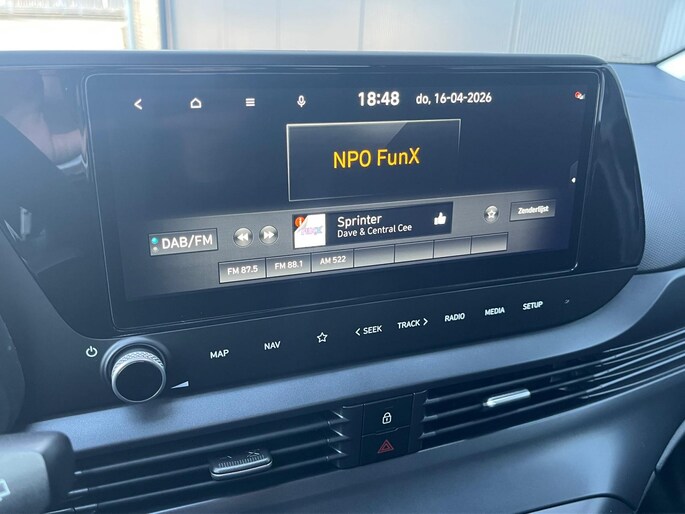 18:48 do, 16-04-2026
NPO FunX
Sprinter
Dave & Central Cee
Zenderlijst
DAB/FM
FM 87.5 FM 88.1 AM 522
MAP NAV < SEEK TRACK > RADIO MEDIA SETUP